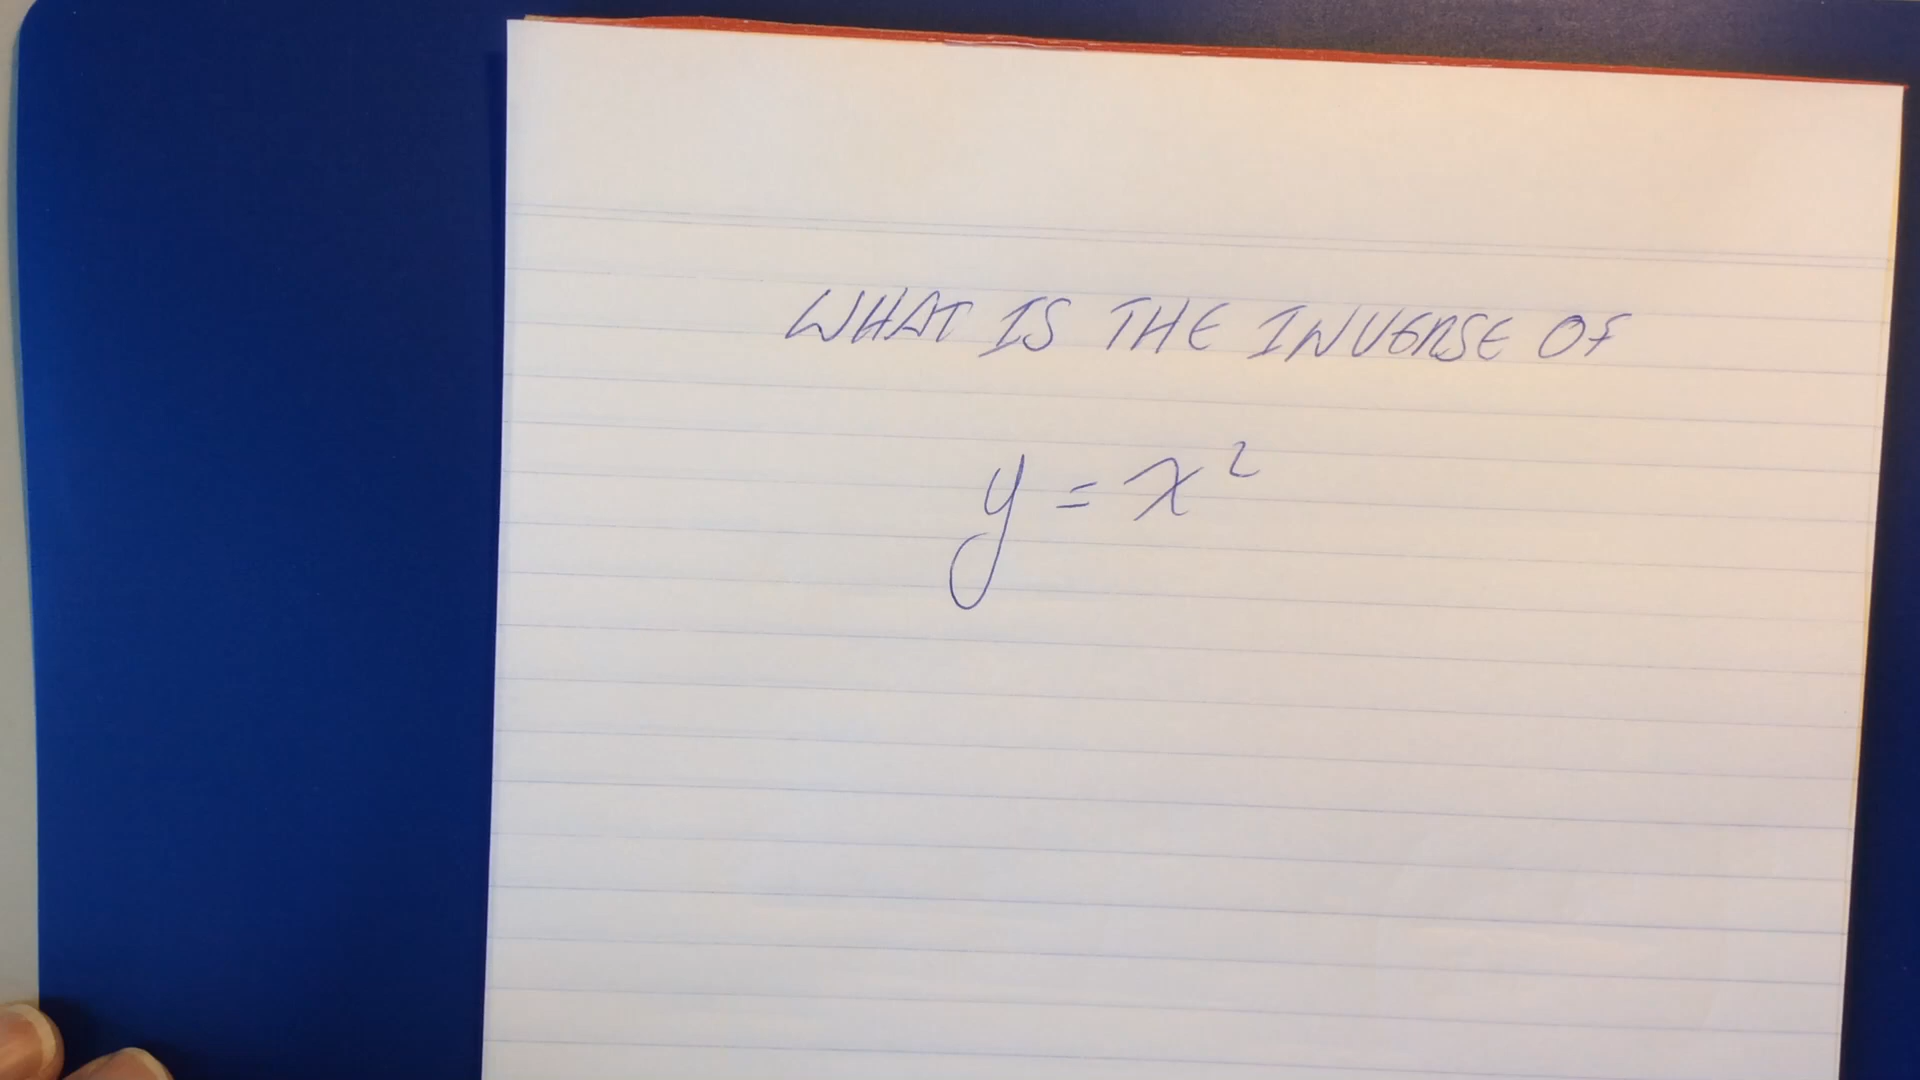 WHAT IS THE INVERSE OF
y = x²